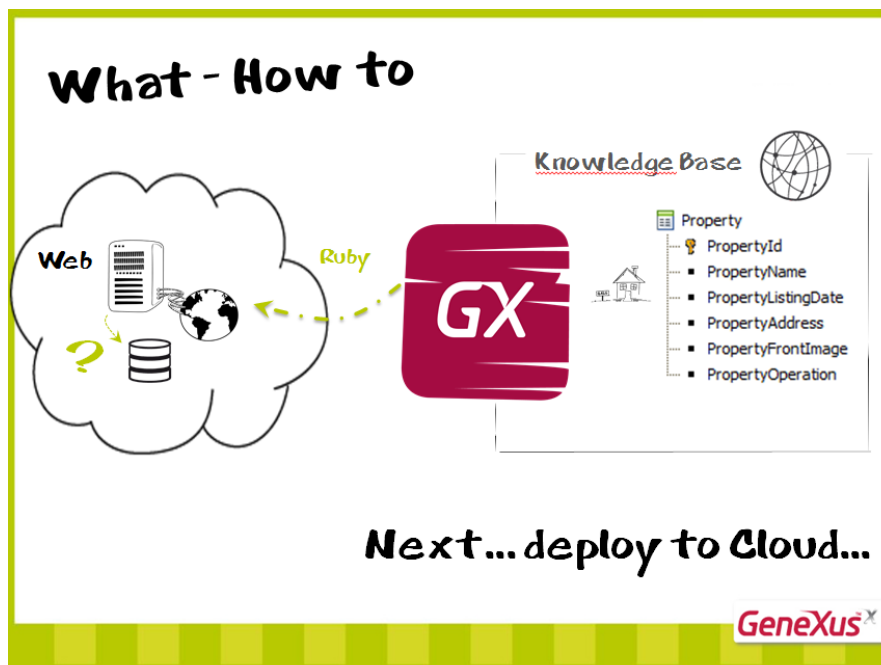 What - How to
Knowledge Base
Property
PropertyId
PropertyName
PropertyListingDate
PropertyAddress
PropertyFrontImage
PropertyOperation
Web
Ruby
?
GX
Next... deploy to Cloud...
GeneXus™ X